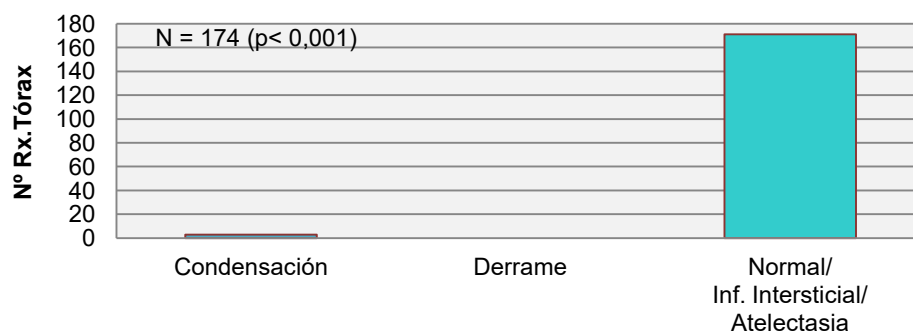 N = 174 (p< 0,001)
Nº Rx.Tórax
180
160
140
120
100
80
60
40
20
0
Condensación
Derrame
Normal/
Inf. Intersticial/
Atelectasia